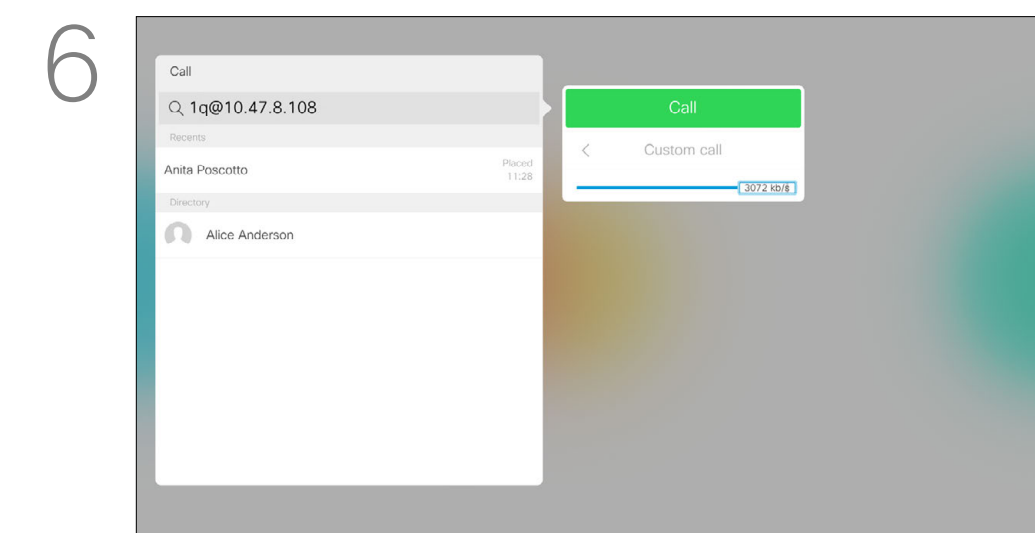 6
Call
1q@10.47.8.108
Recents
Anita Poscotto
Placed
11:28
Directory
Alice Anderson
Call
Custom call
3072 kb/s